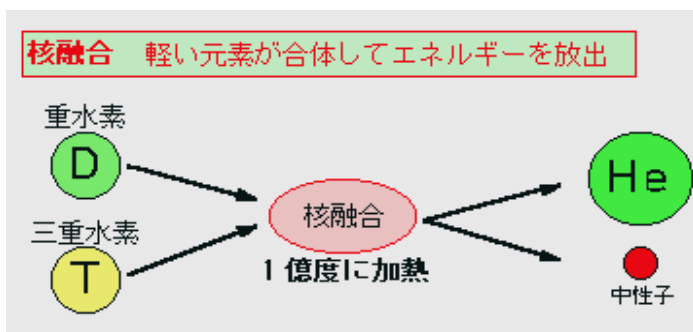 核融合 軽い元素が合体してエネルギーを放出
重水素
D
三重水素
T
核融合
1億度に加熱
He
中性子